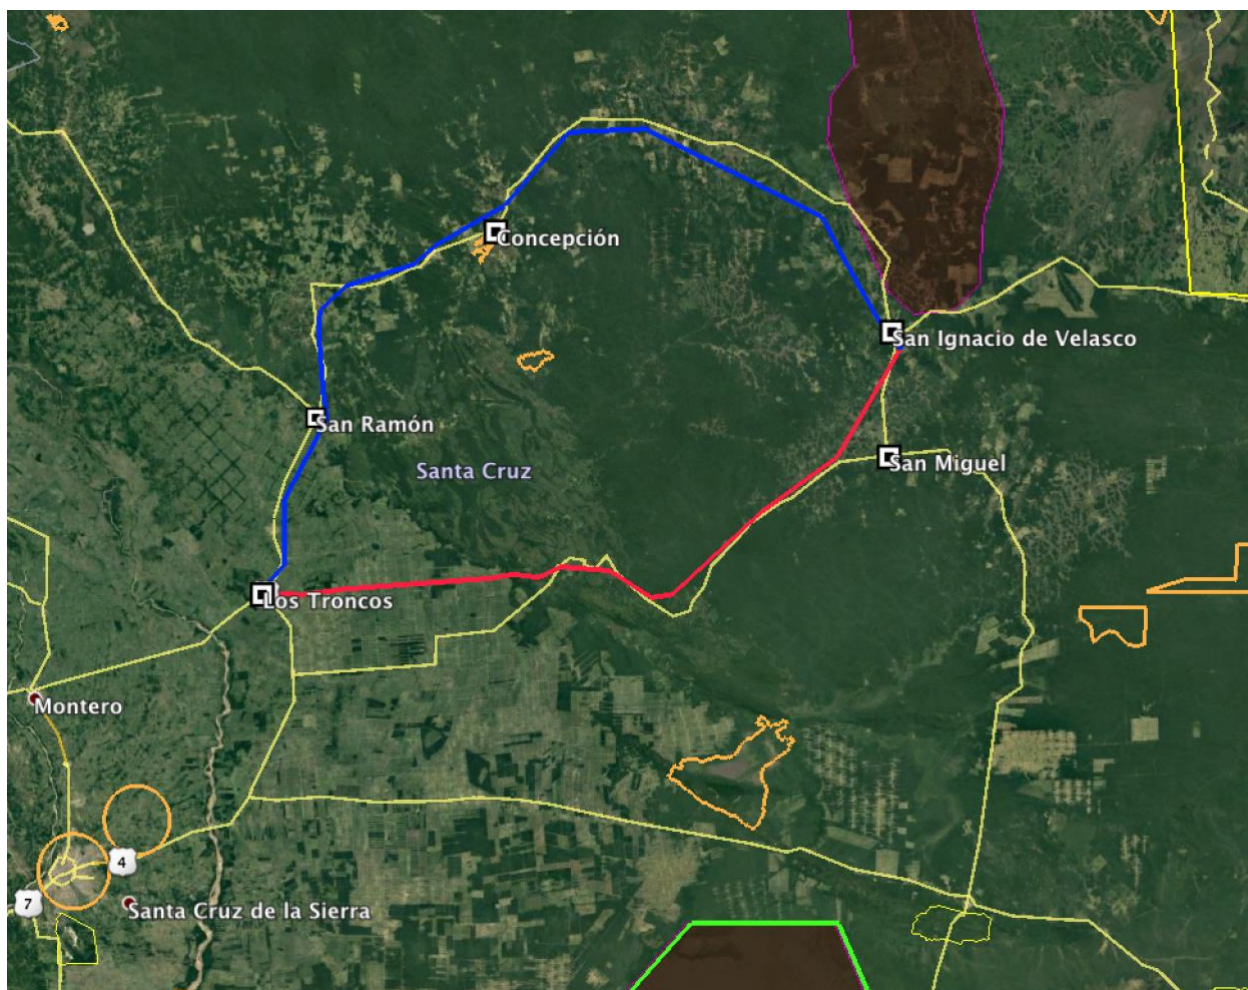 Concepción
San Ignacio de Velasco
San Ramón
San Miguel
Santa Cruz
Los Troncos
Montero
4
7
Santa Cruz de la Sierra